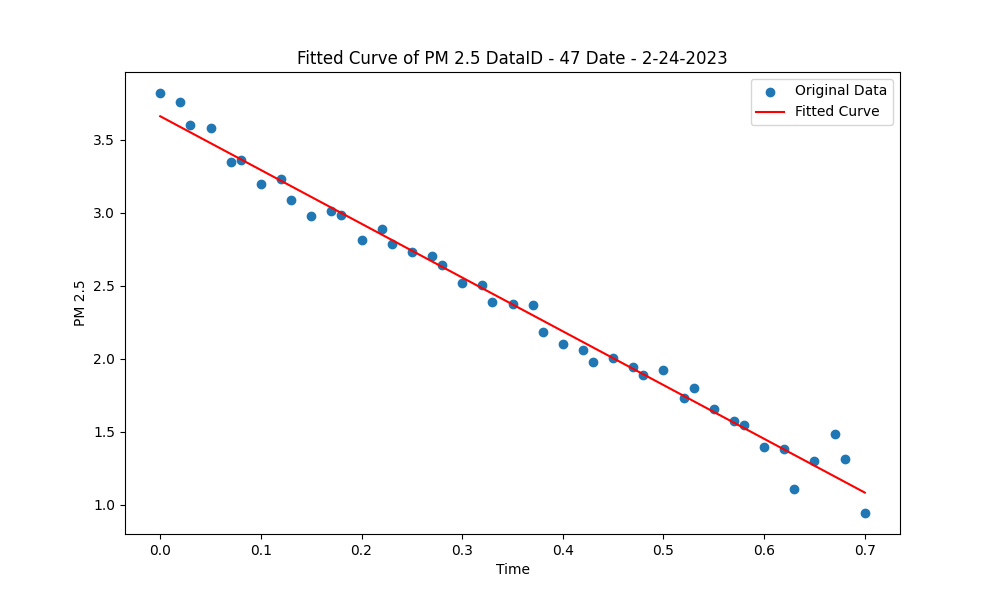 Fitted Curve of PM 2.5 DataID - 47 Date - 2-24-2023
Original Data
Fitted Curve
PM 2.5
3.5
3.0
2.5
2.0
1.5
1.0
0.0 0.1 0.2 0.3 0.4 0.5 0.6 0.7
Time